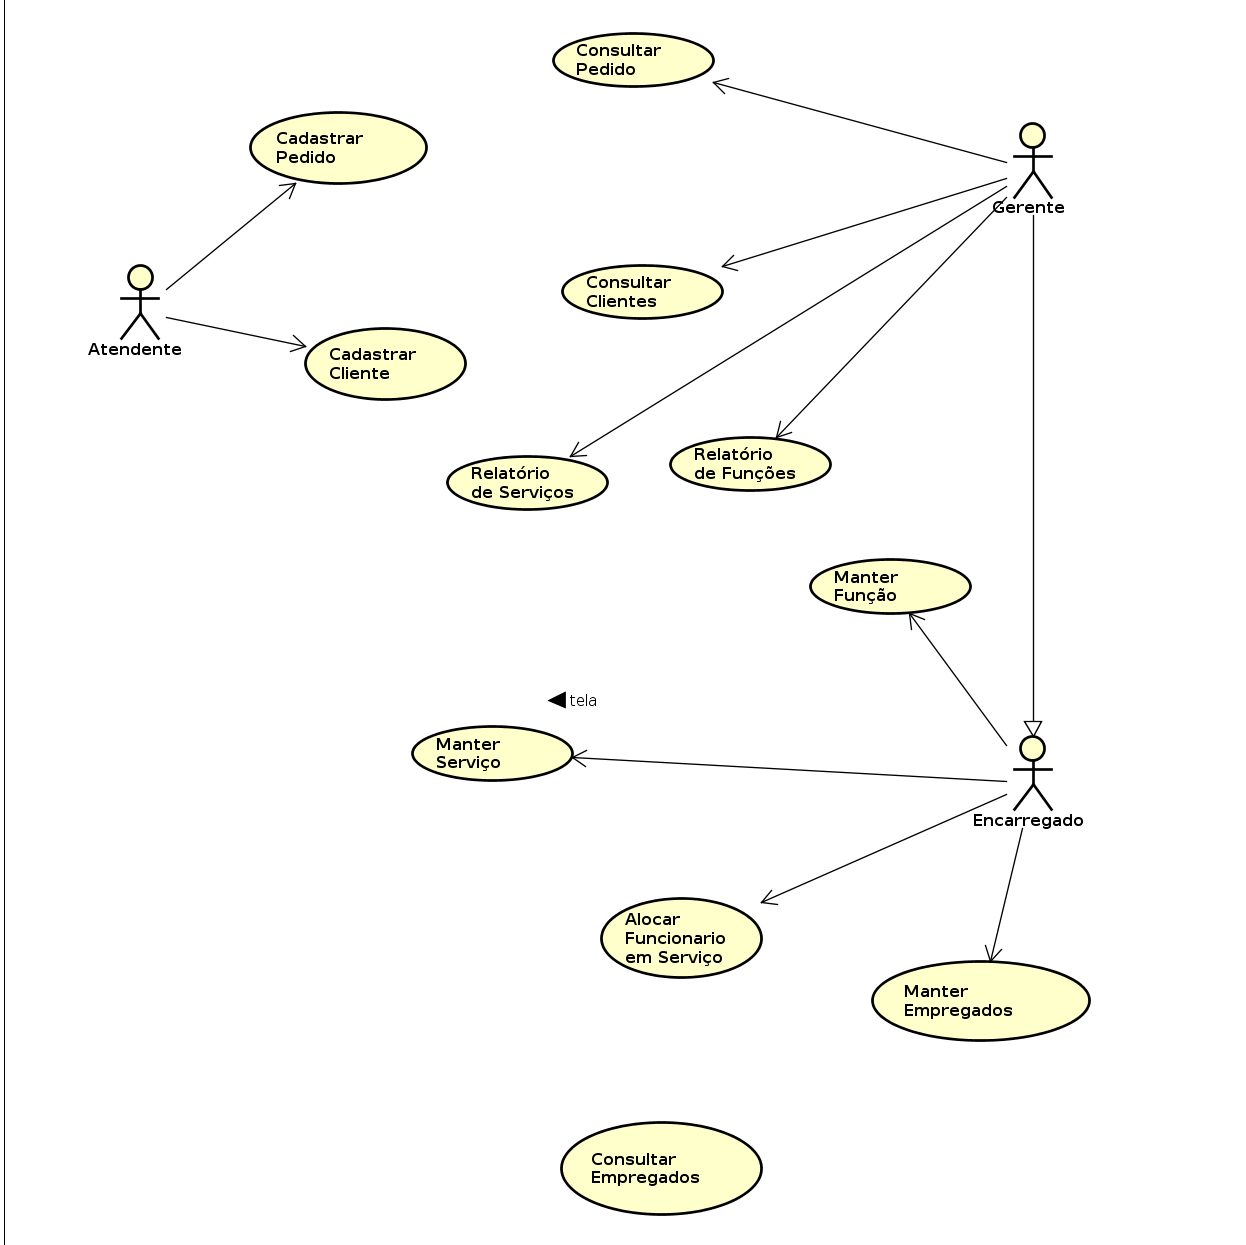 Consultar
Pedido
Cadastrar
Pedido
Gerente
Consultar
Clientes
Atendente
Cadastrar
Cliente
Relatório
de Serviços
Relatório
de Funções
Manter
Função
tela
Manter
Serviço
Encarregado
Alocar
Funcionario
em Serviço
Manter
Empregados
Consultar
Empregados